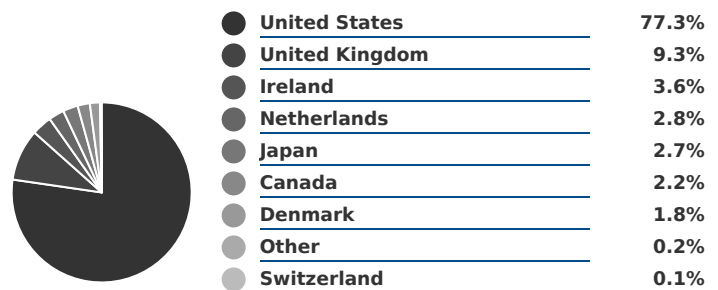 United States 77.3%
United Kingdom 9.3%
Ireland 3.6%
Netherlands 2.8%
Japan 2.7%
Canada 2.2%
Denmark 1.8%
Other 0.2%
Switzerland 0.1%